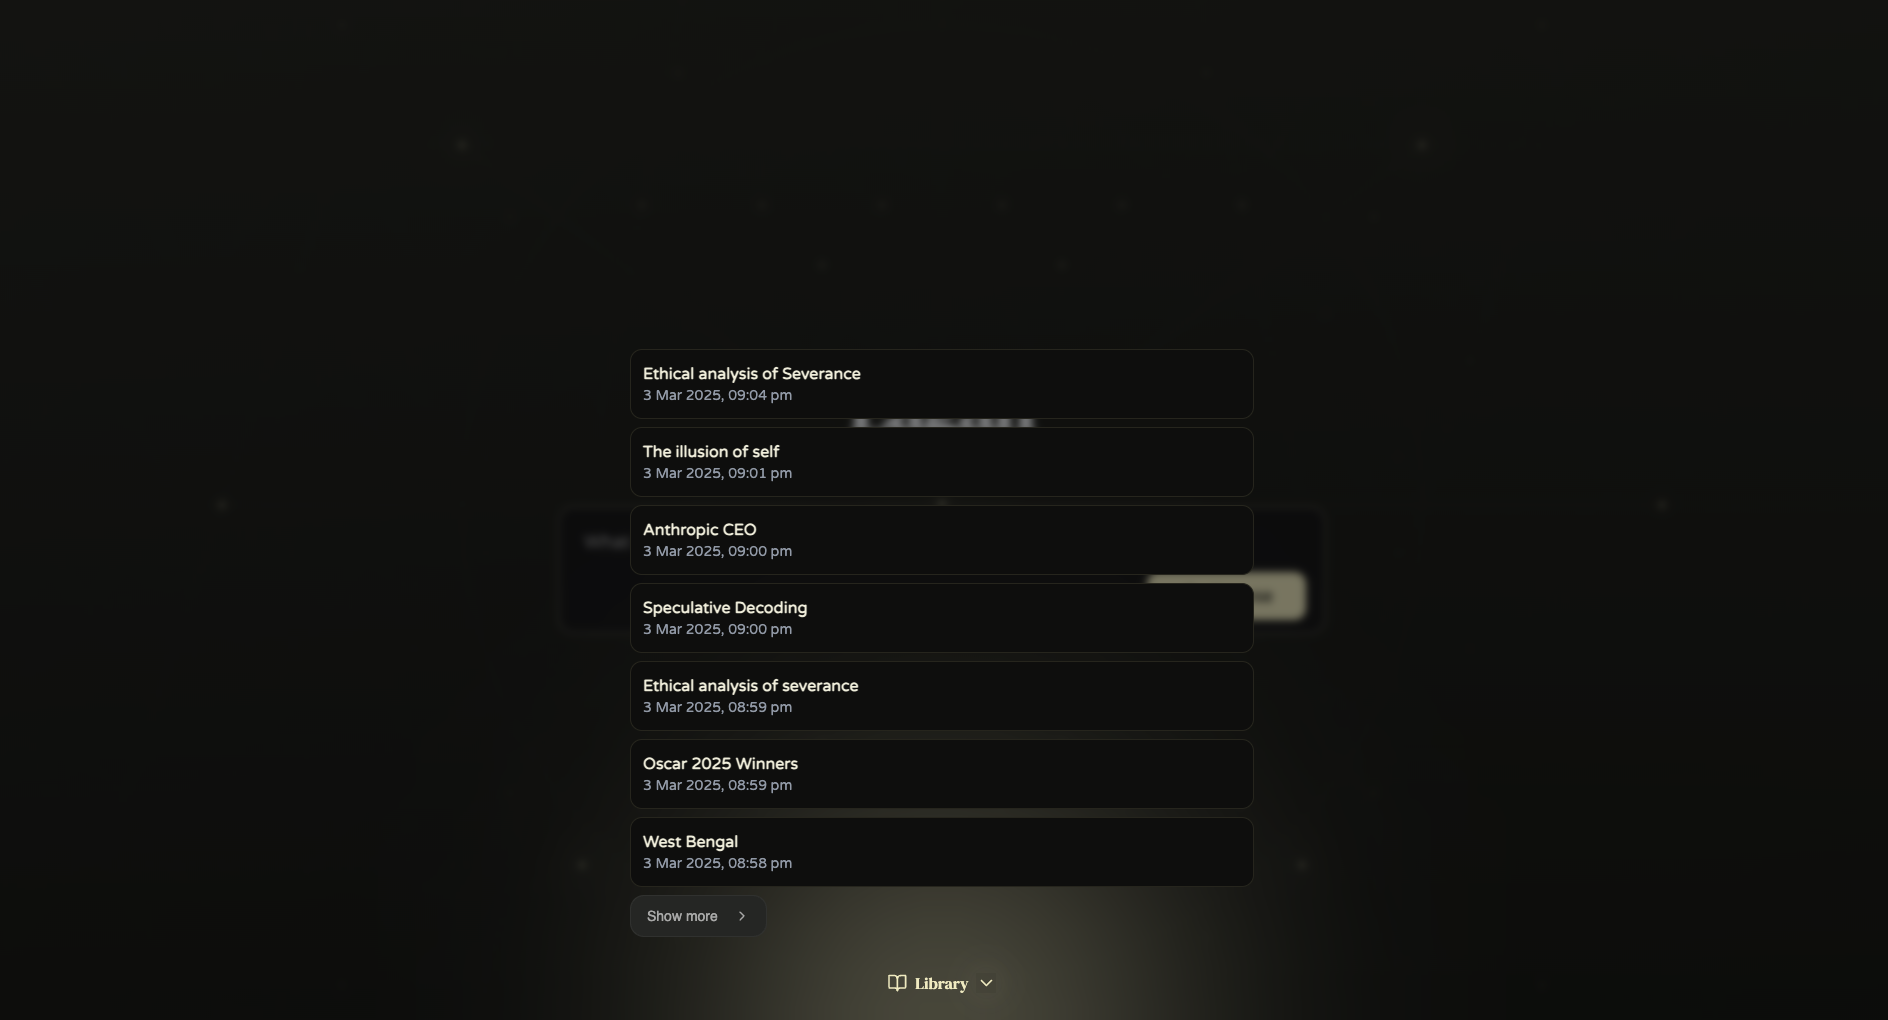 Ethical analysis of Severance
3 Mar 2025, 09:04 pm
The illusion of self
3 Mar 2025, 09:01 pm
Anthropic CEO
3 Mar 2025, 09:00 pm
Speculative Decoding
3 Mar 2025, 09:00 pm
Ethical analysis of severance
3 Mar 2025, 08:59 pm
Oscar 2025 Winners
3 Mar 2025, 08:59 pm
West Bengal
3 Mar 2025, 08:58 pm
Show more
Library